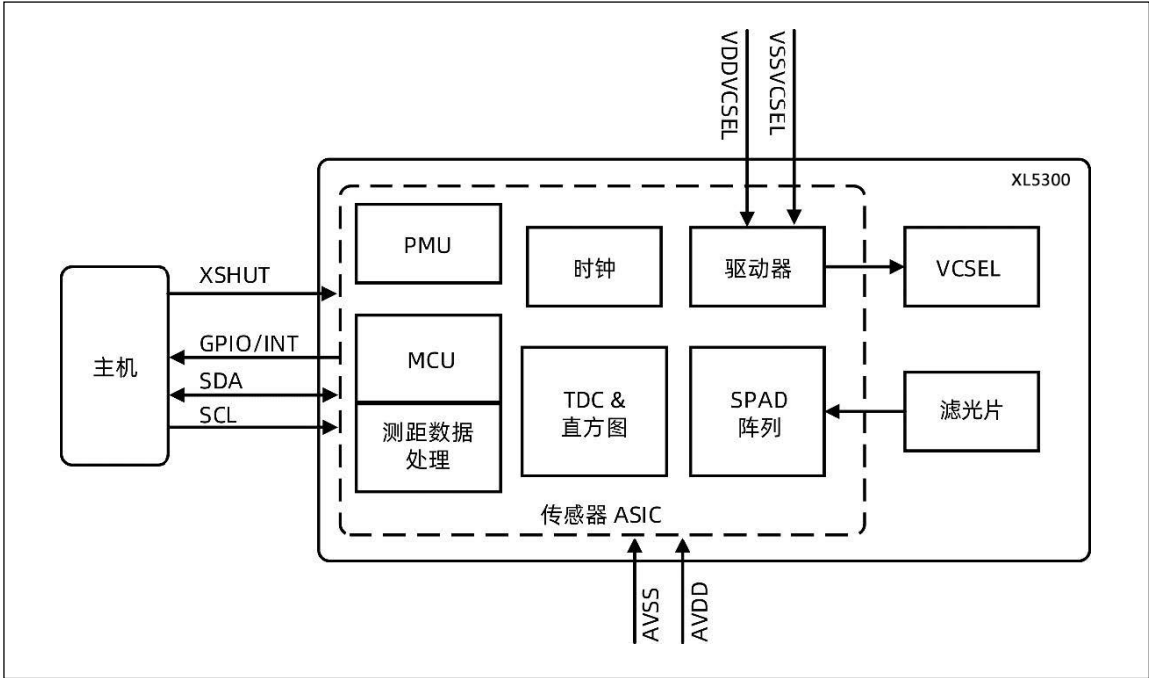 VDDVCSEL
VSSVCSEL
XL5300
PMU
时钟
驱动器
VCSEL
主机
XSHUT
GPIO/INT
SDA
SCL
MCU
测距数据
处理
TDC &
直方图
SPAD
阵列
滤光片
传感器 ASIC
AVSS
AVDD